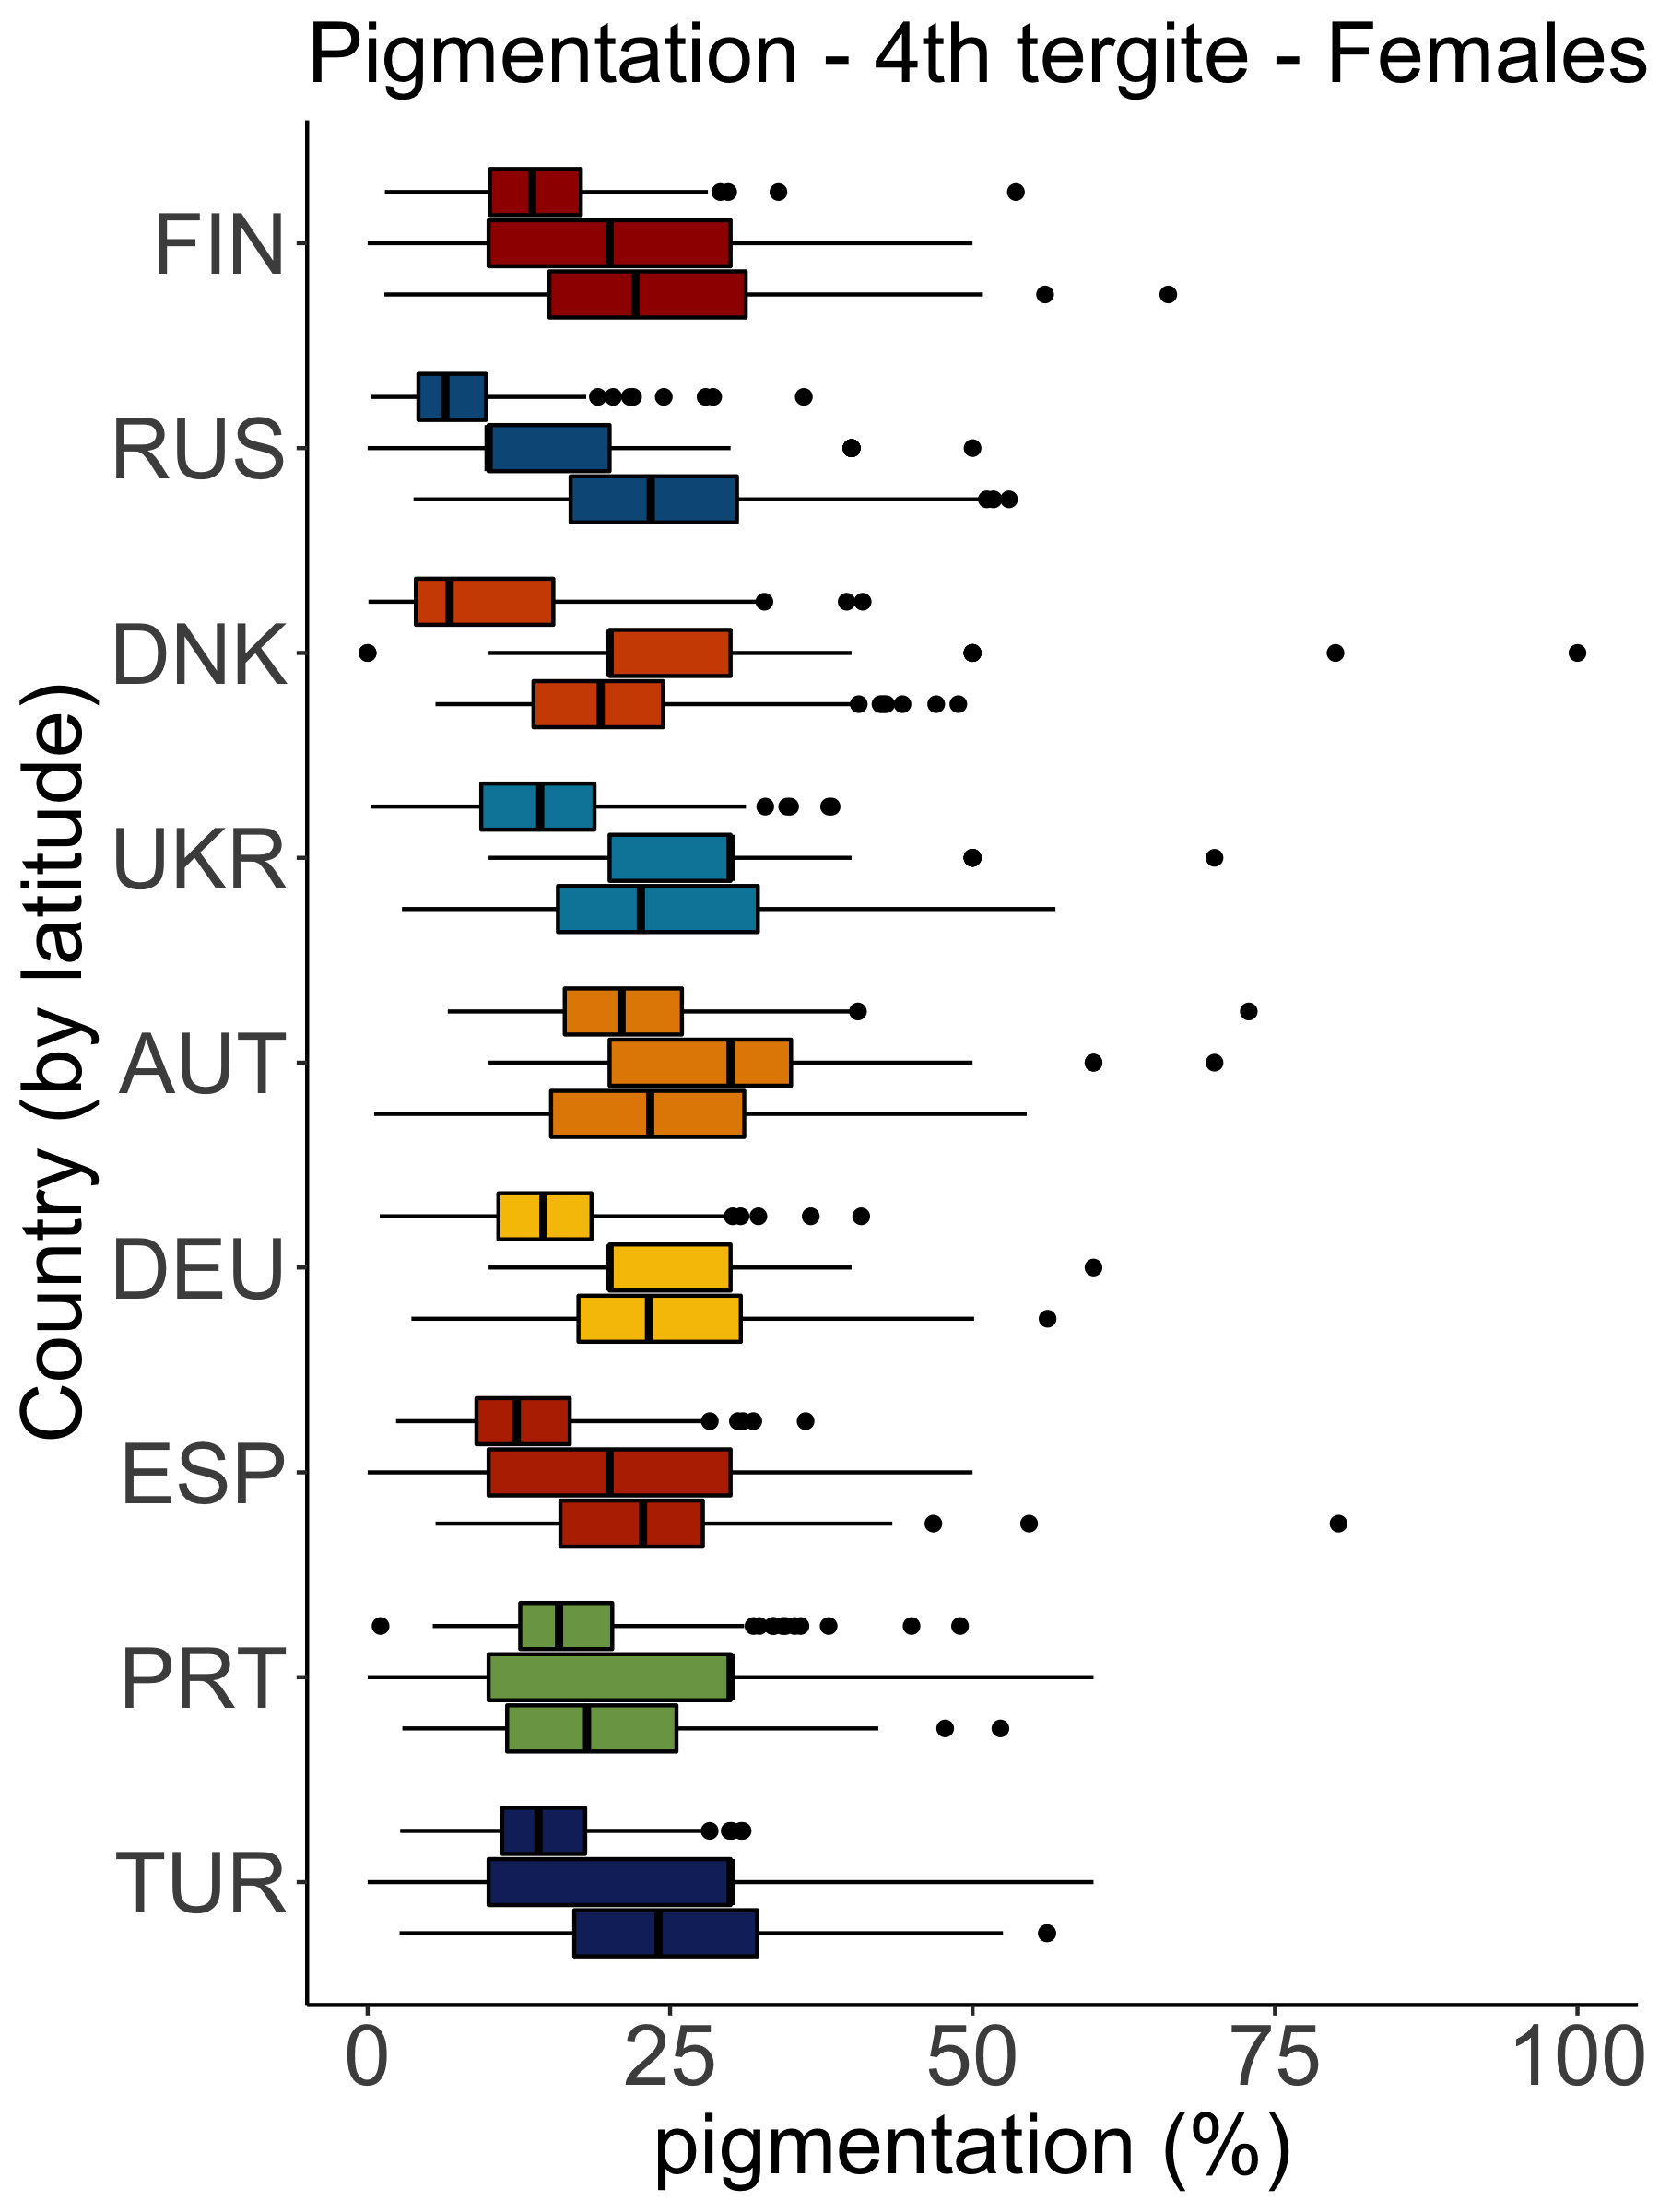 Pigmentation - 4th tergite - Females
Country (by latitude)
FIN
RUS
DNK
UKR
AUT
DEU
ESP
PRT
TUR
0 25 50 75 100
pigmentation (%)